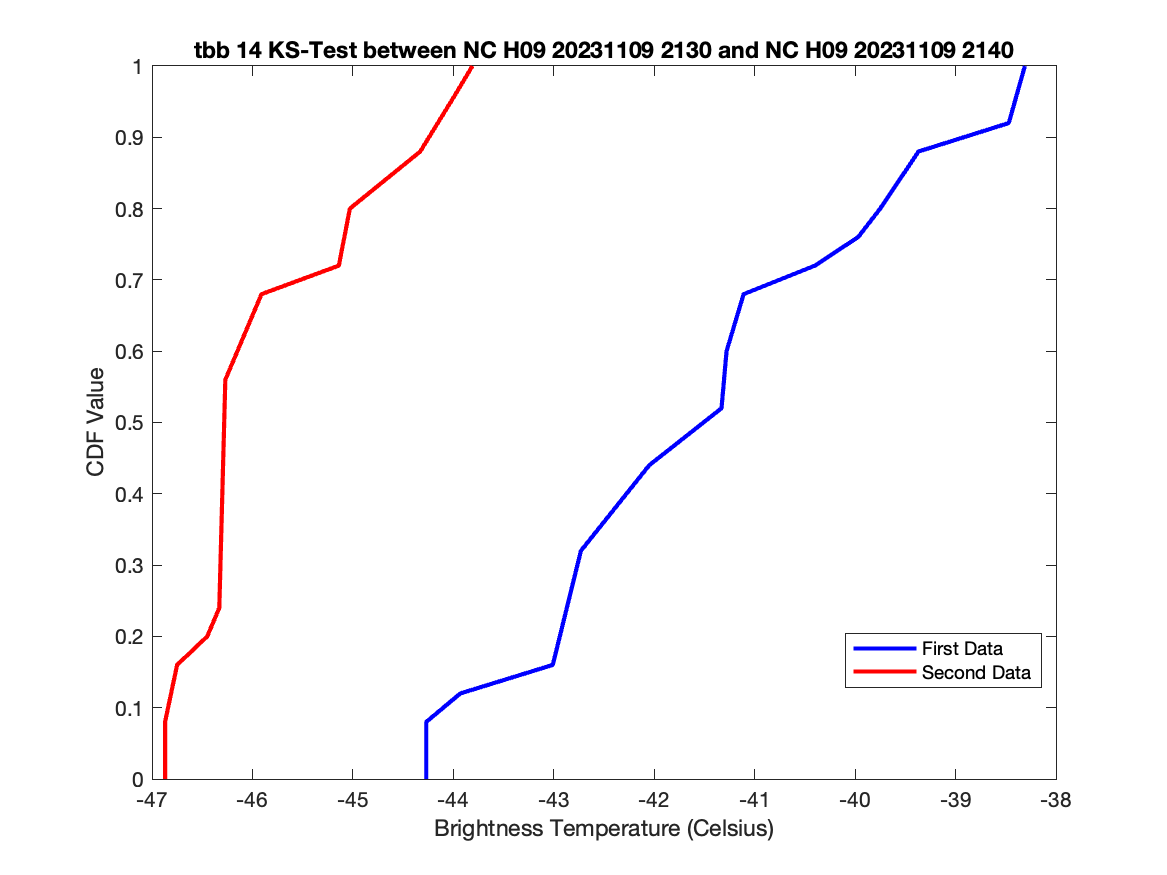 tbb 14 KS-Test between NC H09 20231109 2130 and NC H09 20231109 2140
1
0.9
0.8
0.7
0.6
0.5
0.4
0.3
0.2
0.1
0
CDF Value
First Data
Second Data
-47 -46 -45 -44 -43 -42 -41 -40 -39 -38
Brightness Temperature (Celsius)